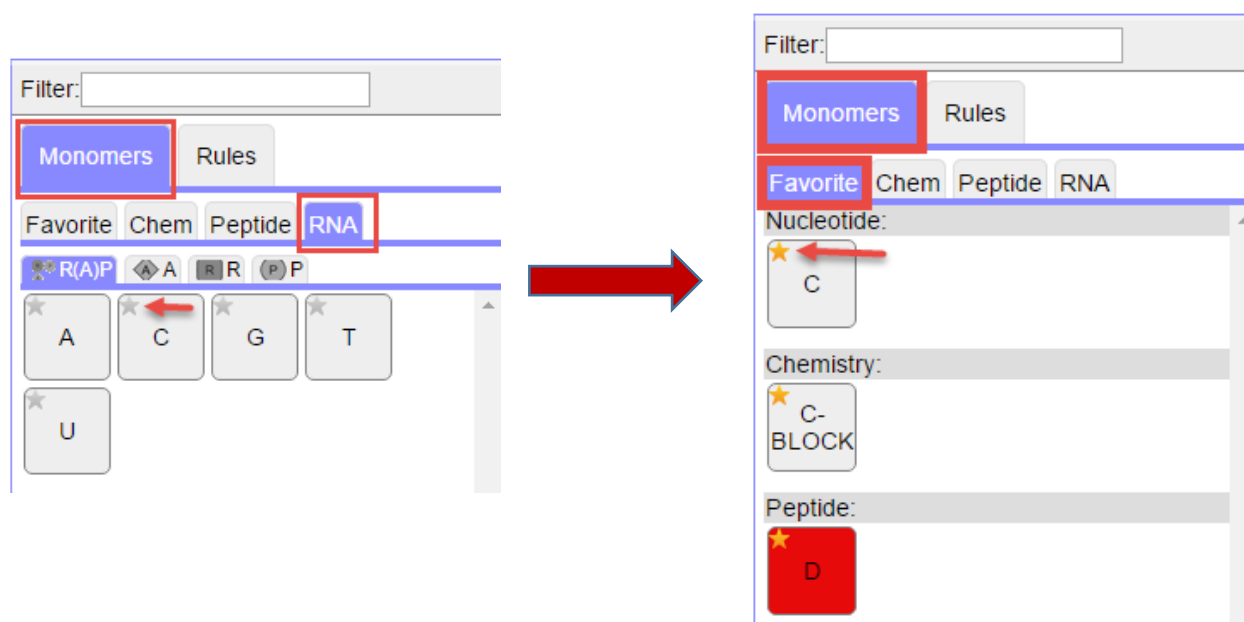 Filter:
Monomers Rules
Favorite Chem Peptide RNA
R(A)P A A R R (P) P
A C G T
U
Filter:
Monomers Rules
Favorite Chem Peptide RNA
Nucleotide:
C
Chemistry:
C-
BLOCK
Peptide:
D